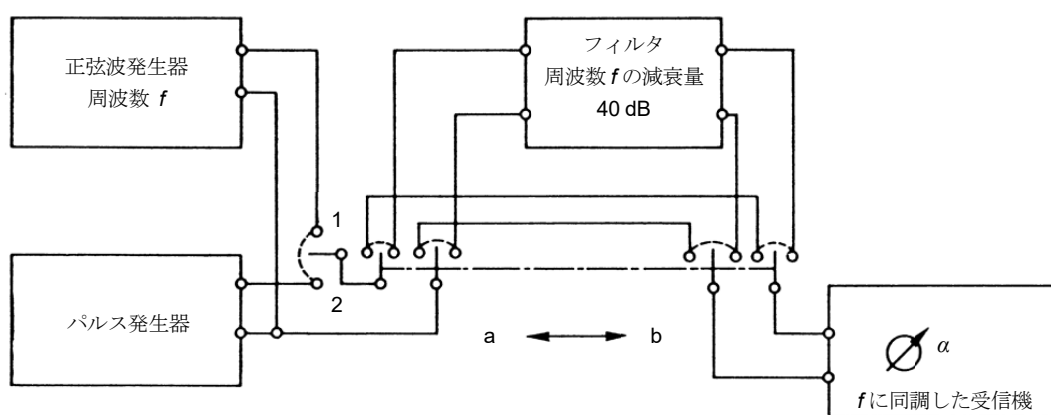 正弦波発生器
周波数 f
フィルタ
周波数 f の減衰量
40 dB
1
2
パルス発生器
a
b
α
fに同調した受信機